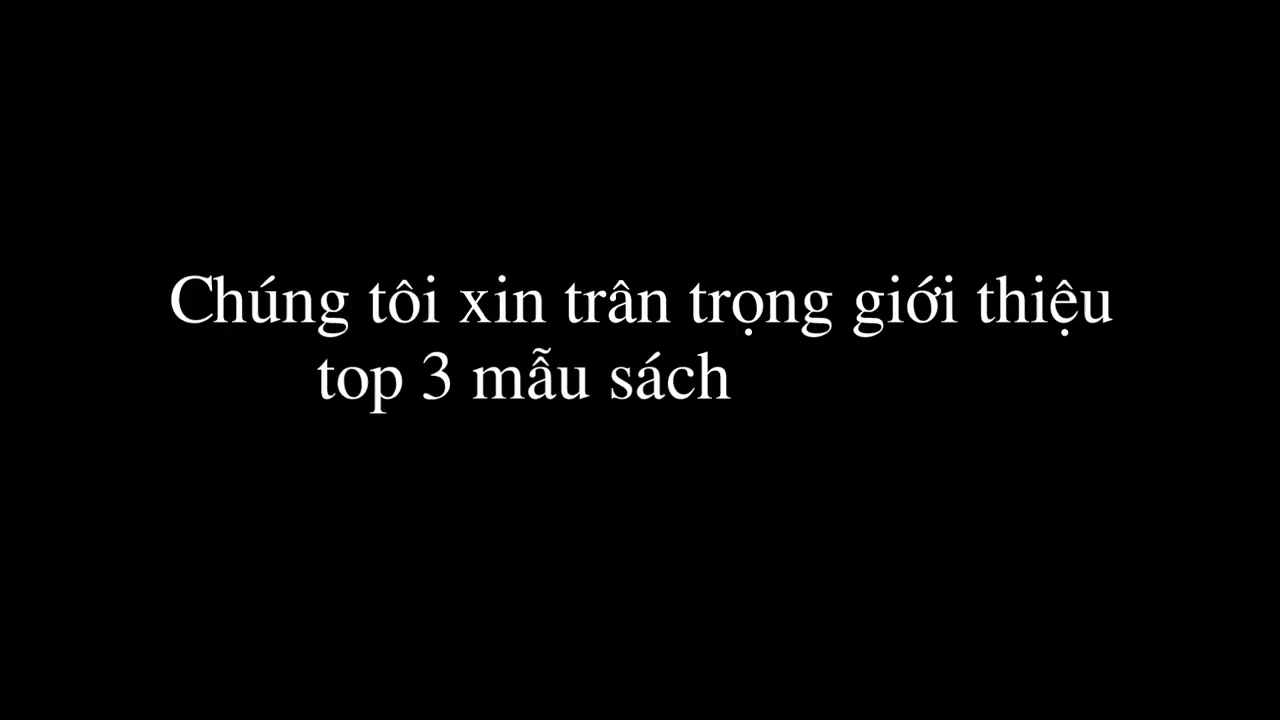 Chúng tôi xin trân trọng giới thiệu
top 3 mẫu sách